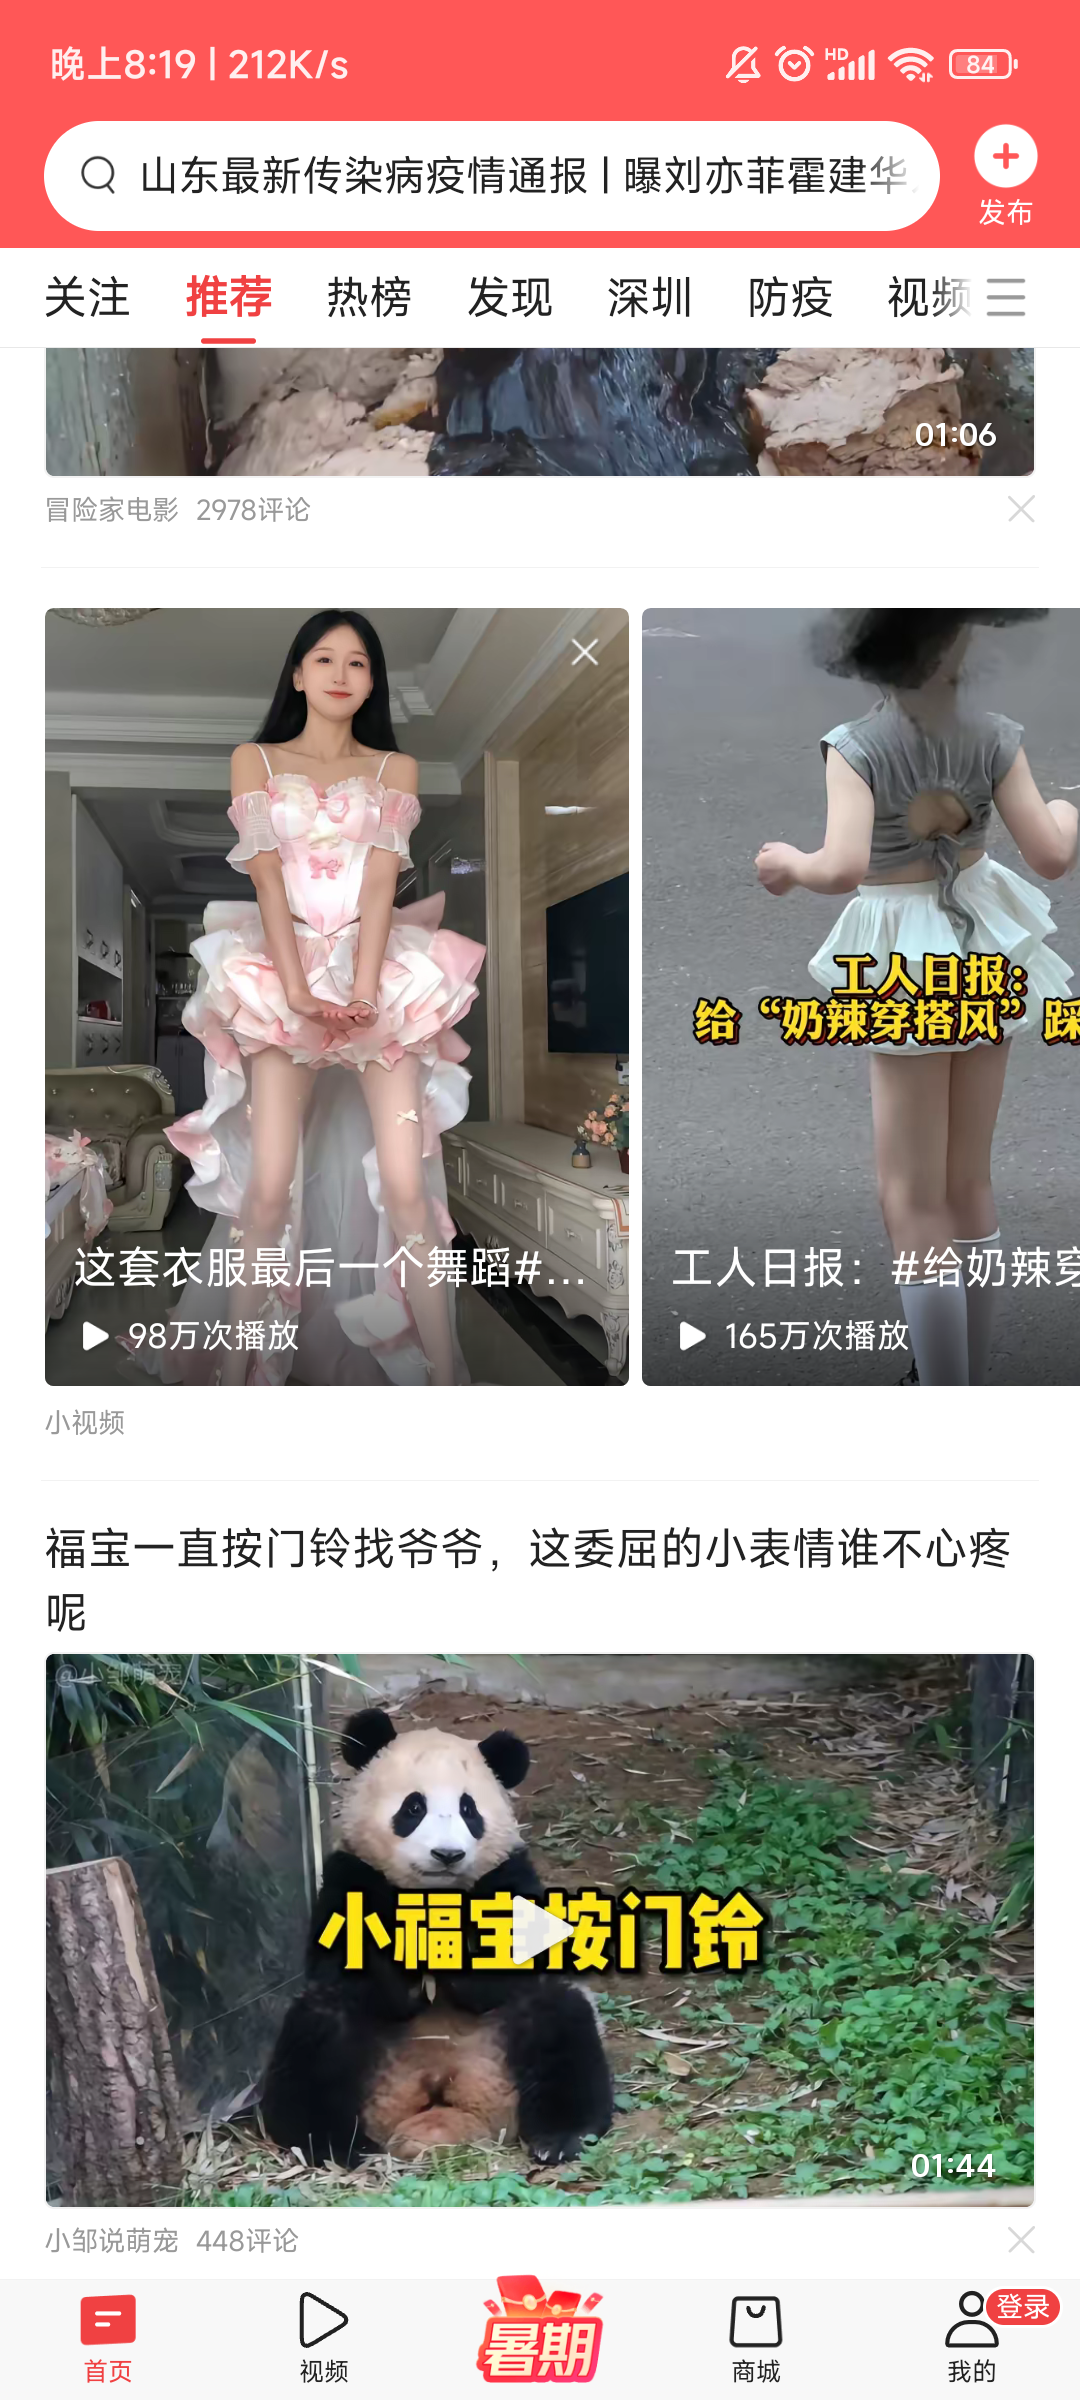 晚上8:19 | 212K/s
HD
84
山东最新传染病疫情通报 | 曝刘亦菲霍建华
发布
关注 推荐 热榜 发现 深圳 防疫 视频
01:06
冒险家电影 2978评论
工人日报：
给“奶辣穿搭风”踩
这套衣服最后一个舞蹈#...
98万次播放
工人日报：#给奶辣穿
165万次播放
小视频
福宝一直按门铃找爷爷，这委屈的小表情谁不心疼
呢
@小邹萌宠
小福宝按门铃
01:44
小邹说萌宠 448评论
暑期
登录
首页 视频 商城 我的